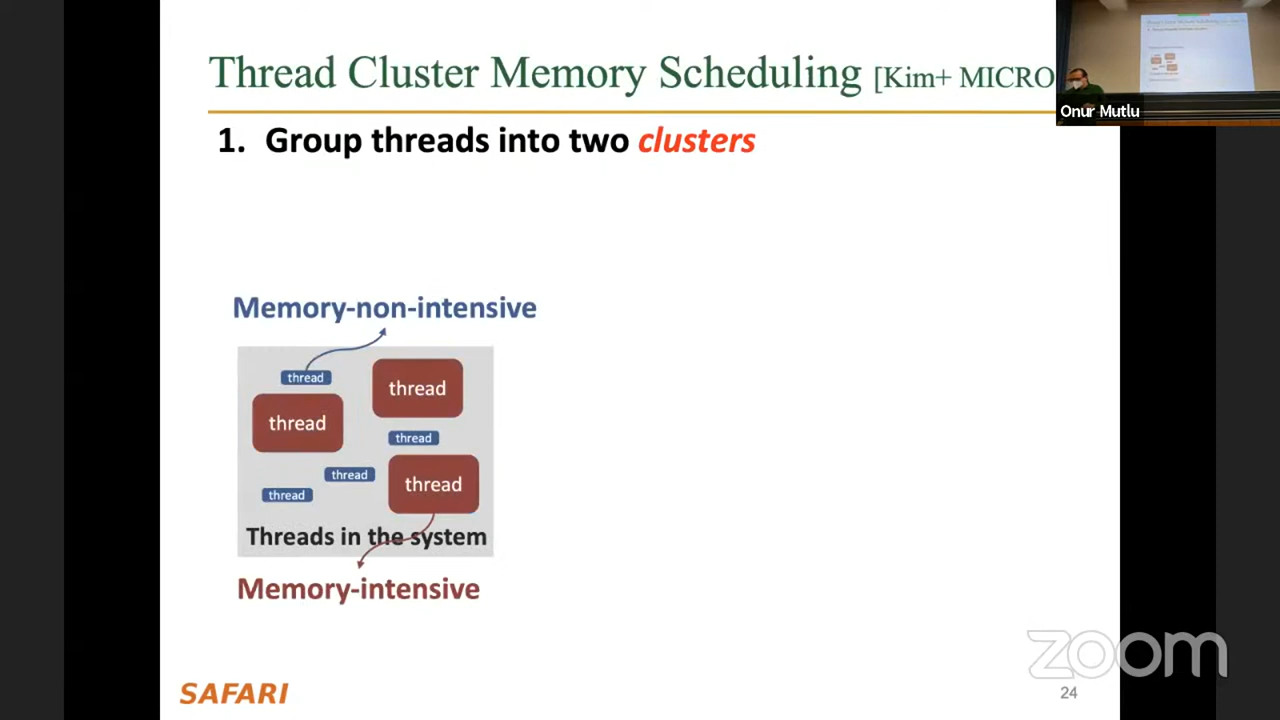 Thread Cluster Memory Scheduling [Kim+ MICRO
Onur Mutlu
1. Group threads into two clusters
Memory-non-intensive
thread
thread
thread
thread
thread
thread
thread
Threads in the system
Memory-intensive
zoom
SAFARI
24